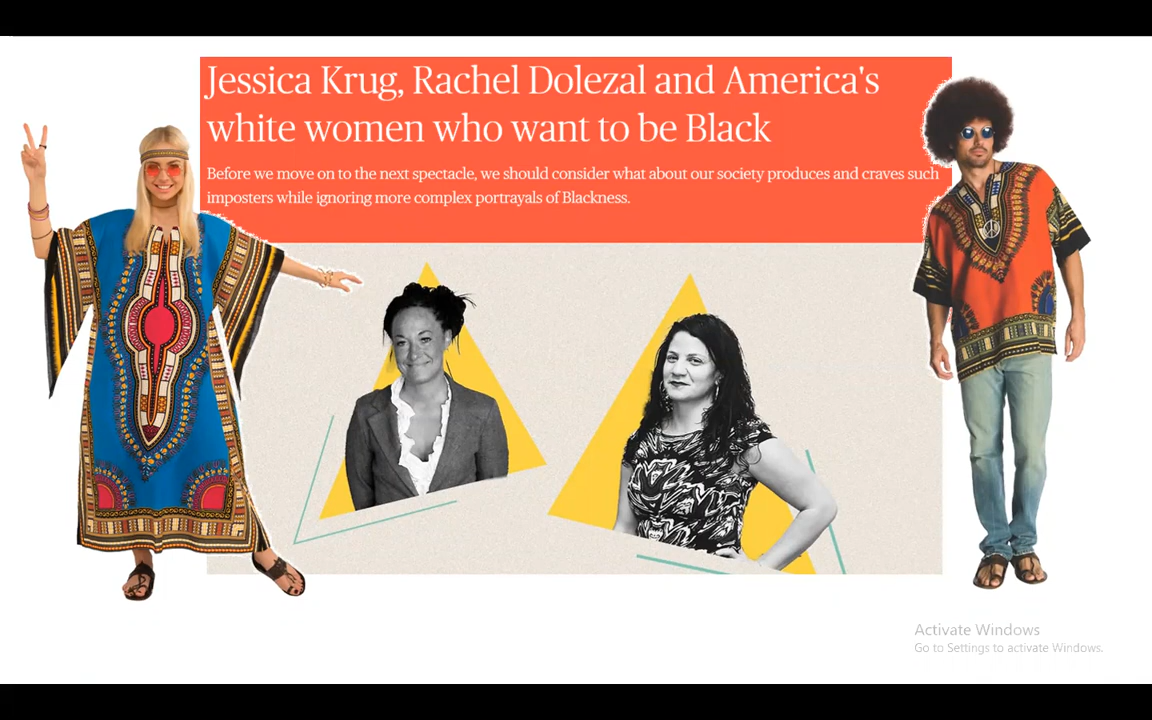 Jessica Krug, Rachel Dolezal and America's
white women who want to be Black
Before we move on to the next spectacle, we should consider what about our society produces and craves such
imposters while ignoring more complex portrayals of Blackness.
Activate Windows
Go to Settings to activate Windows.